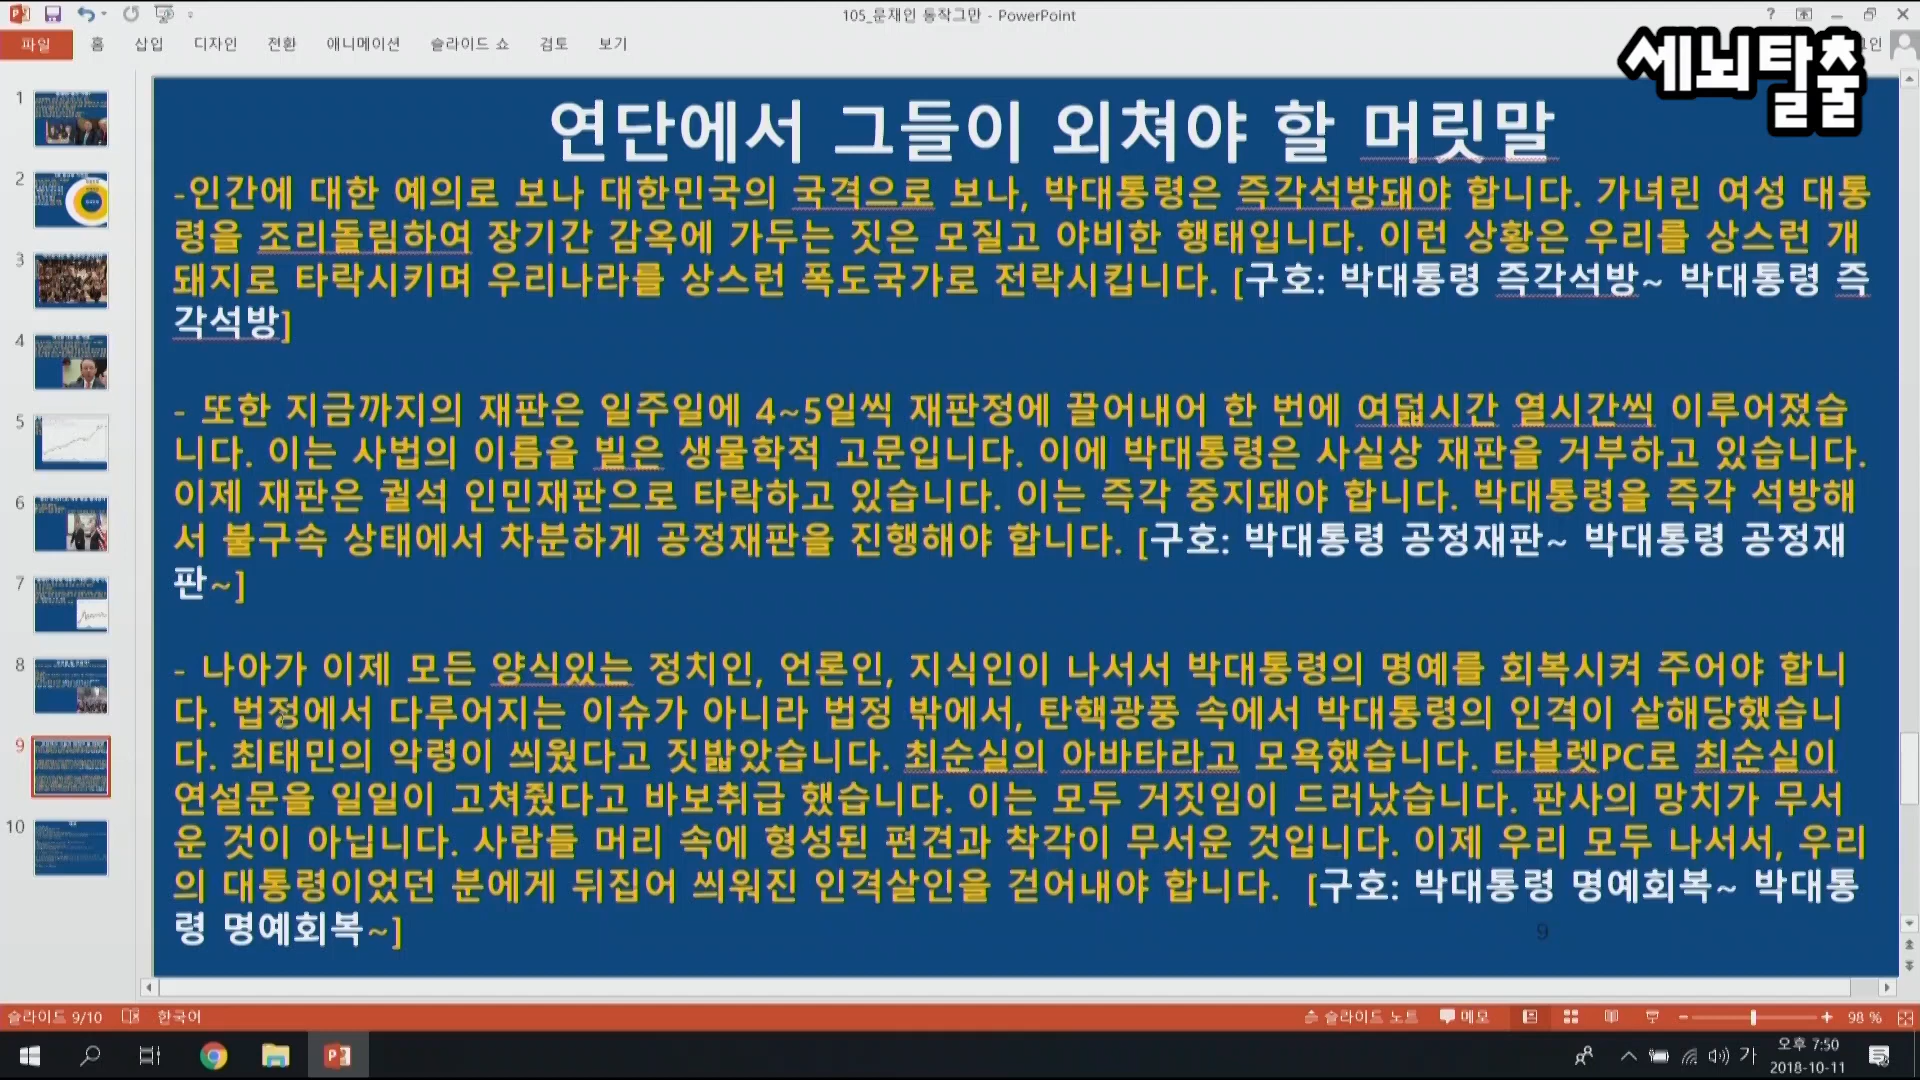 105_문재인 동작그만 - PowerPoint
파일 홈 삽입 디자인 전환 애니메이션 슬라이드 쇼 검토 보기
세뇌탈출
연단에서 그들이 외쳐야 할 머릿말
-인간에 대한 예의로 보나 대한민국의 국격으로 보나, 박대통령은 즉각석방돼야 합니다. 가녀린 여성 대통
령을 조리돌림하여 장기간 감옥에 가두는 짓은 모질고 야비한 행태입니다. 이런 상황은 우리를 상스런 개
돼지로 타락시키며 우리나라를 상스런 폭도국가로 전락시킵니다. [구호: 박대통령 즉각석방~ 박대통령 즉
각석방]
- 또한 지금까지의 재판은 일주일에 4~5일씩 재판정에 끌어내어 한 번에 여덟시간 열시간씩 이루어졌습
니다. 이는 사법의 이름을 빌은 생물학적 고문입니다. 이에 박대통령은 사실상 재판을 거부하고 있습니다.
이제 재판은 궐석 인민재판으로 타락하고 있습니다. 이는 즉각 중지돼야 합니다. 박대통령을 즉각 석방해
서 불구속 상태에서 차분하게 공정재판을 진행해야 합니다. [구호: 박대통령 공정재판~ 박대통령 공정재
판~]
- 나아가 이제 모든 양식있는 정치인, 언론인, 지식인이 나서서 박대통령의 명예를 회복시켜 주어야 합니
다. 법정에서 다루어지는 이슈가 아니라 법정 밖에서, 탄핵광풍 속에서 박대통령의 인격이 살해당했습니
다. 최태민의 악령이 씌웠다고 짓밟았습니다. 최순실의 아바타라고 모욕했습니다. 타블렛PC로 최순실이
연설문을 일일이 고쳐줬다고 바보취급 했습니다. 이는 모두 거짓임이 드러났습니다. 판사의 망치가 무서
운 것이 아닙니다. 사람들 머리 속에 형성된 편견과 착각이 무서운 것입니다. 이제 우리 모두 나서서, 우리
의 대통령이었던 분에게 뒤집어 씌워진 인격살인을 걷어내야 합니다. [구호: 박대통령 명예회복~ 박대통
령 명예회복~]
9
1
2
3
4
5
6
7
8
9
10
슬라이드 9/10 한국어 슬라이드 노트 메모 98 %
가 오후 7:50
2018-10-11